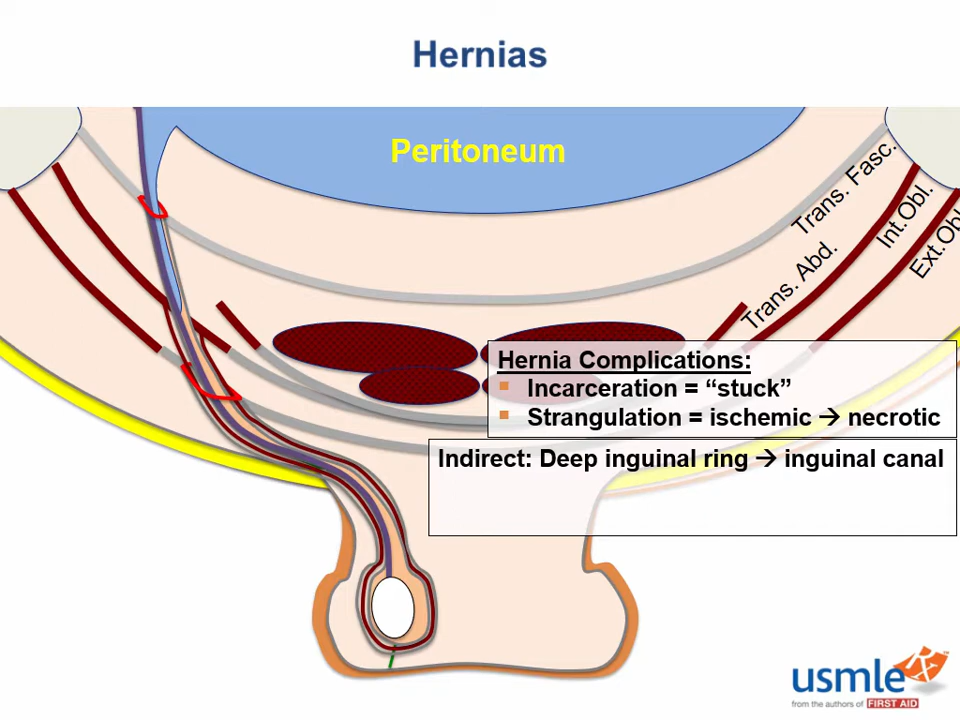 Hernias
Peritoneum
Trans. Fasc.
Int.Obl.
Ext.Obl
Trans. Abd.
Hernia Complications:
Incarceration = “stuck”
Strangulation = ischemic → necrotic
Indirect: Deep inguinal ring → inguinal canal
usmle
from the authors of FIRST AID